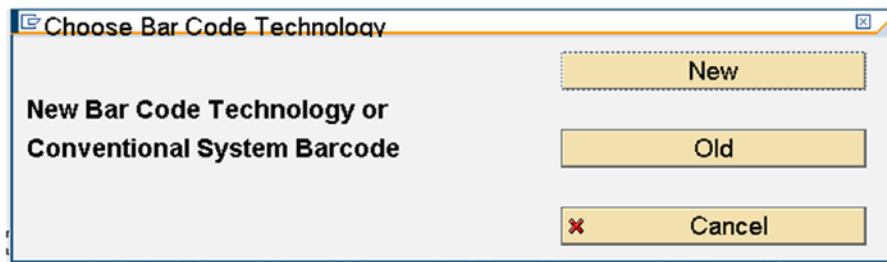 Choose Bar Code Technology
New
New Bar Code Technology or
Conventional System Barcode
Old
Cancel